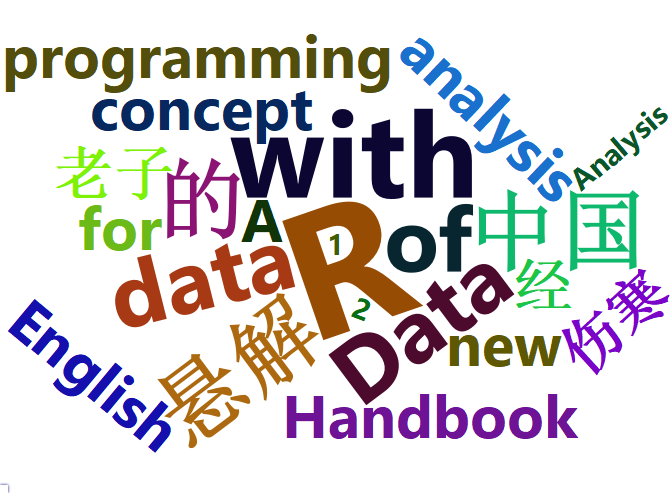 programming
analysis
concept
Analysis
with
老子
的
中国
for
A
R
1
of
data
经
Data
2
伤寒
悬解
new
English
Handbook